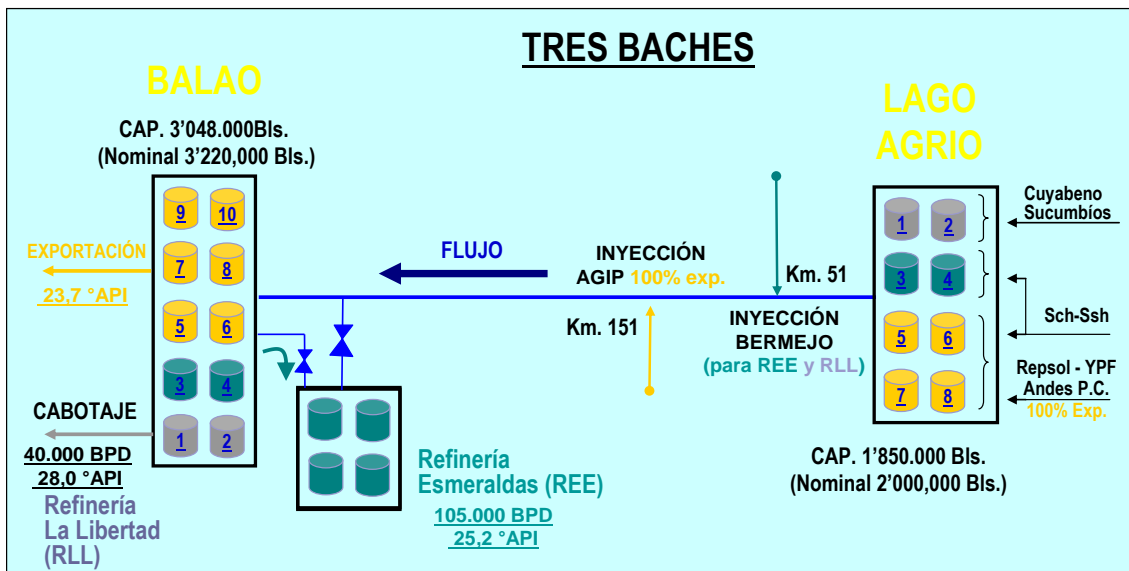 TRES BACHES
BALAO
CAP. 3'048.000Bls.
(Nominal 3'220,000 Bls.)
9 10
7 8
5 6
3 4
1 2
EXPORTACIÓN
23,7 °API
CABOTAJE
40.000 BPD
28,0 °API
Refinería
La Libertad
(RLL)
FLUJO
Refinería
Esmeraldas (REE)
105.000 BPD
25,2 °API
INYECCIÓN
AGIP 100% exp.
Km. 151
Km. 51
INYECCIÓN
BERMEJO
(para REE y RLL)
LAGO
AGRIO
1 2
3 4
5 6
7 8
CAP. 1'850.000 Bls.
(Nominal 2'000,000 Bls.)
Cuyabeno
Sucumbíos
Sch-Ssh
Repsol - YPF
Andes P.C.
100% Exp.